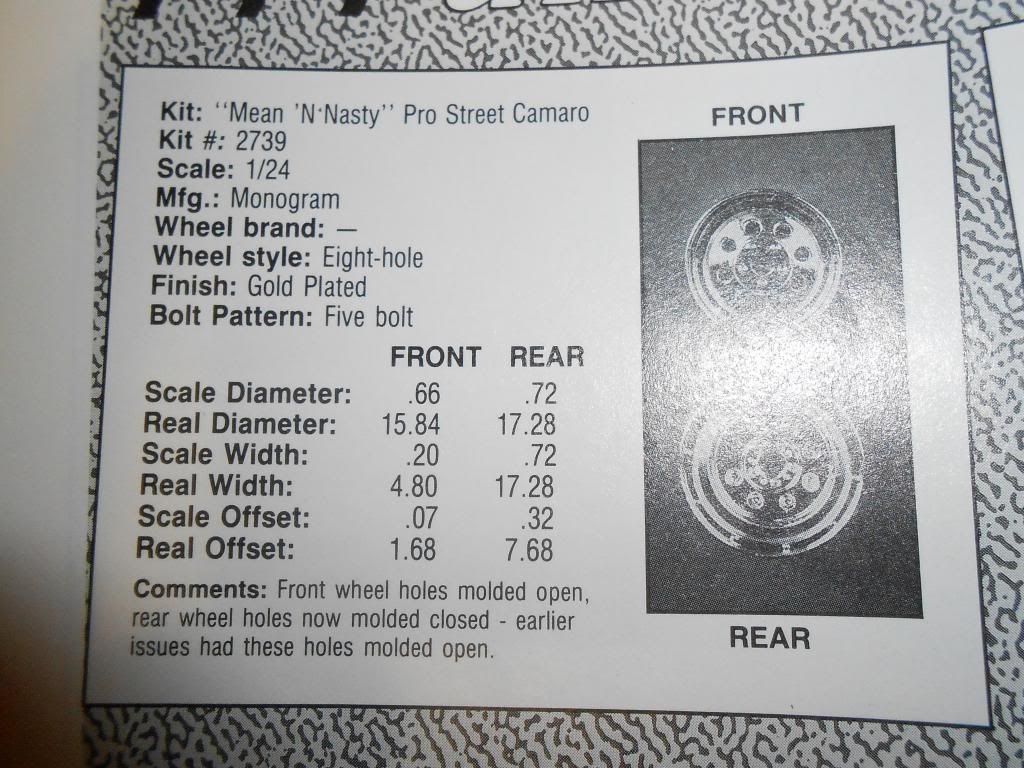 Kit: "Mean 'N'Nasty" Pro Street Camaro
Kit #: 2739
Scale: 1/24
Mfg.: Monogram
Wheel brand: —
Wheel style: Eight-hole
Finish: Gold Plated
Bolt Pattern: Five bolt
FRONT REAR
Scale Diameter: .66 .72
Real Diameter: 15.84 17.28
Scale Width: .20 .72
Real Width: 4.80 17.28
Scale Offset: .07 .32
Real Offset: 1.68 7.68
Comments: Front wheel holes molded open,
rear wheel holes now molded closed - earlier
issues had these holes molded open.
FRONT
REAR